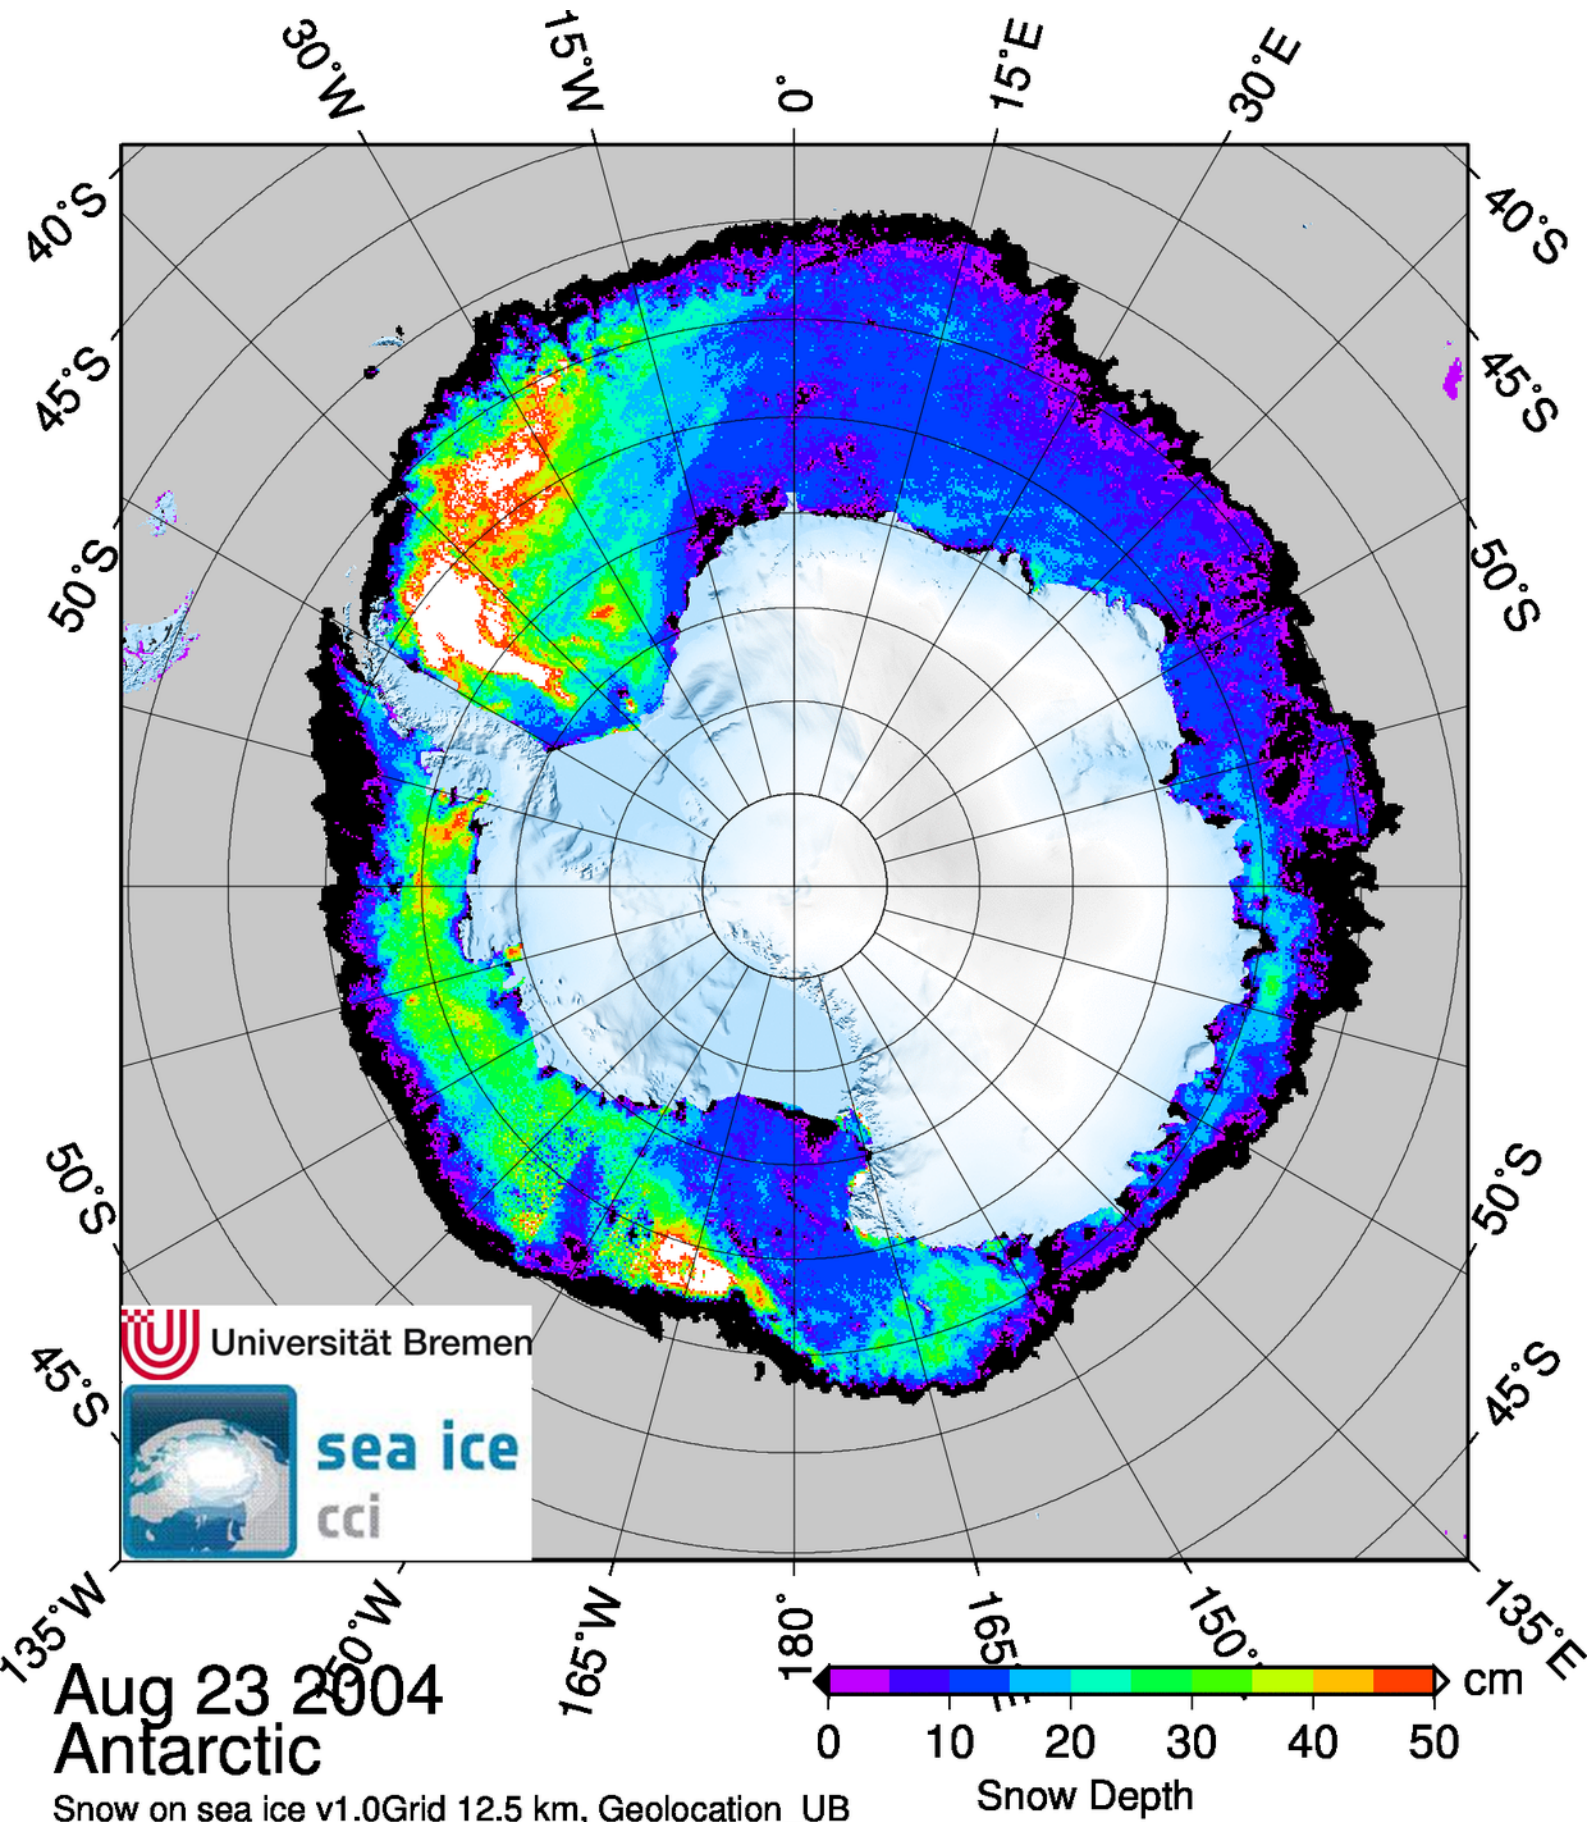 30°W 15°W 0° 15°E 30°E
40°S 40°S
45°S 45°S
50°S 50°S
50°S 50°S
45°S 45°S
Universität Bremen
sea ice
cci
135°W 165°W 180° 165 150° 135°E
Aug 23 2004
Antarctic
Snow on sea ice v1.0Grid 12.5 km, Geolocation UB
cm
0 10 20 30 40 50
Snow Depth